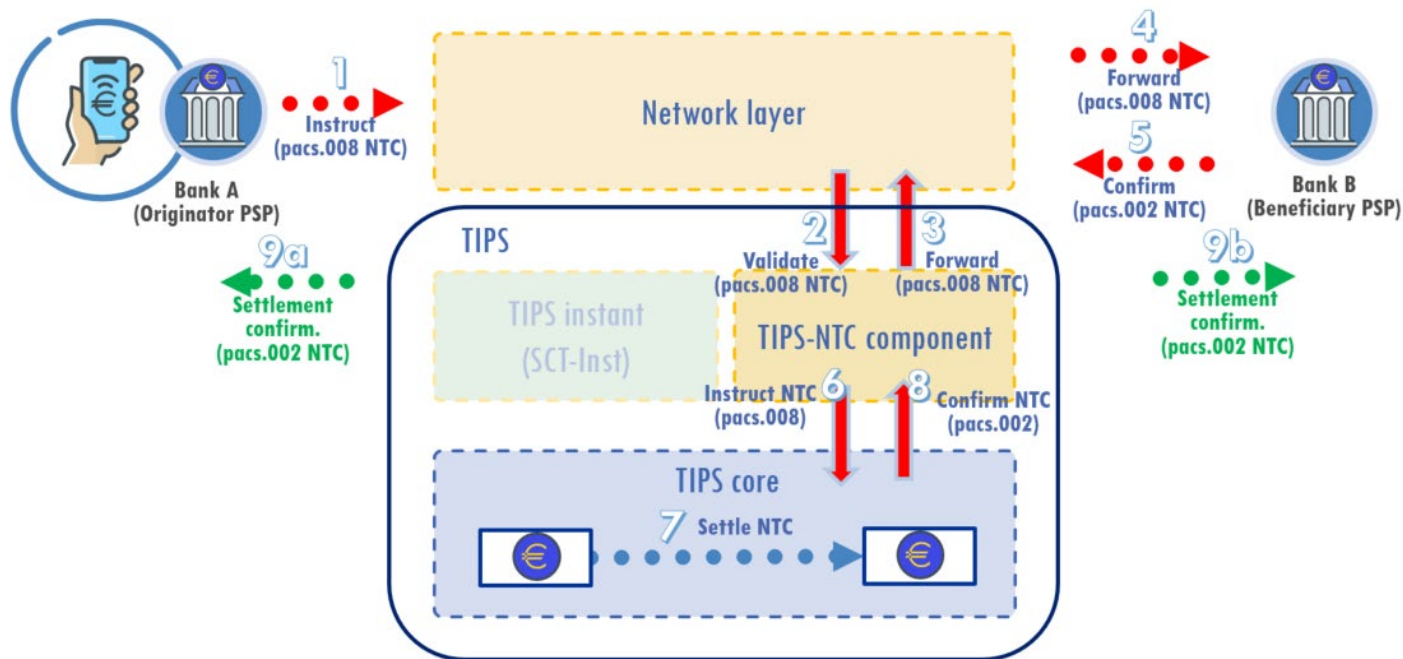 1
Instruct
(pacs.008 NTC)
Bank A
(Originator PSP)
Network layer
4
Forward
(pacs.008 NTC)
5
Confirm
(pacs.002 NTC)
Bank B
(Beneficiary PSP)
9a
Settlement
confirm.
(pacs.002 NTC)
TIPS
2
Validate
(pacs.008 NTC)
3
Forward
(pacs.008 NTC)
9b
Settlement
confirm.
(pacs.002 NTC)
TIPS instant
(SCT-Inst)
TIPS-NTC component
Instruct NTC
(pacs.008)
6
8
Confirm NTC
(pacs.002)
TIPS core
7
Settle NTC
€
€